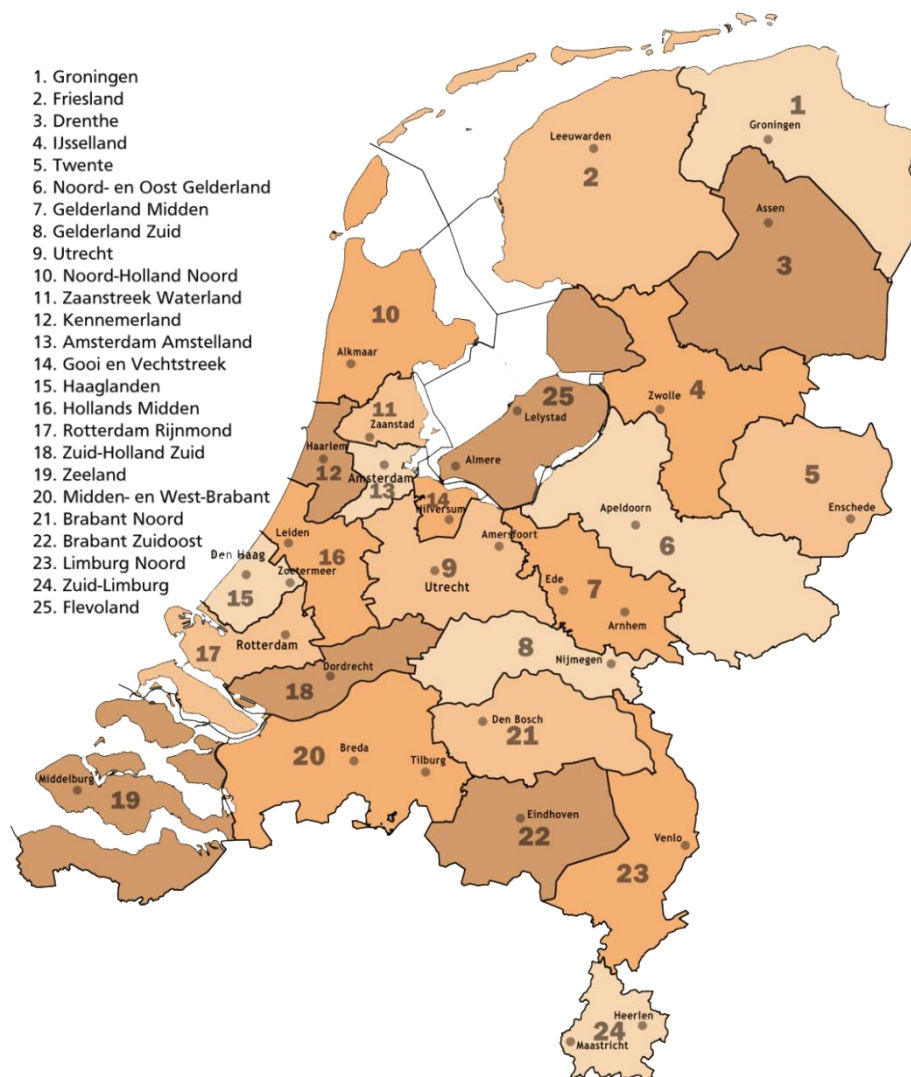 1. Groningen
2. Friesland
3. Drenthe
4. IJsselland
5. Twente
6. Noord- en Oost Gelderland
7. Gelderland Midden
8. Gelderland Zuid
9. Utrecht
10. Noord-Holland Noord
11. Zaanstreek Waterland
12. Kennemerland
13. Amsterdam Amstelland
14. Gooi en Vechtstreek
15. Haaglanden
16. Hollands Midden
17. Rotterdam Rijnmond
18. Zuid-Holland Zuid
19. Zeeland
20. Midden- en West-Brabant
21. Brabant Noord
22. Brabant Zuidoost
23. Limburg Noord
24. Zuid-Limburg
25. Flevoland
1
Groningen
Leeuwarden
2
Assen
3
10
Alkmaar
11
Zaanstad
25
Lelystad
4
Zwolle
Haarlem
12
Amsterdam
13
Almere
14
Hilversum
5
Enschede
Apeldoorn
6
Leiden
16
Amersfoort
9
Utrecht
Den Haag
Zoetermeer
15
Ede
7
Arnhem
17
Rotterdam
8
Nijmegen
Dordrecht
18
Den Bosch
21
20
Breda
Tilburg
Middelburg
19
Eindhoven
22
Venlo
23
Heerlen
24
Maastricht